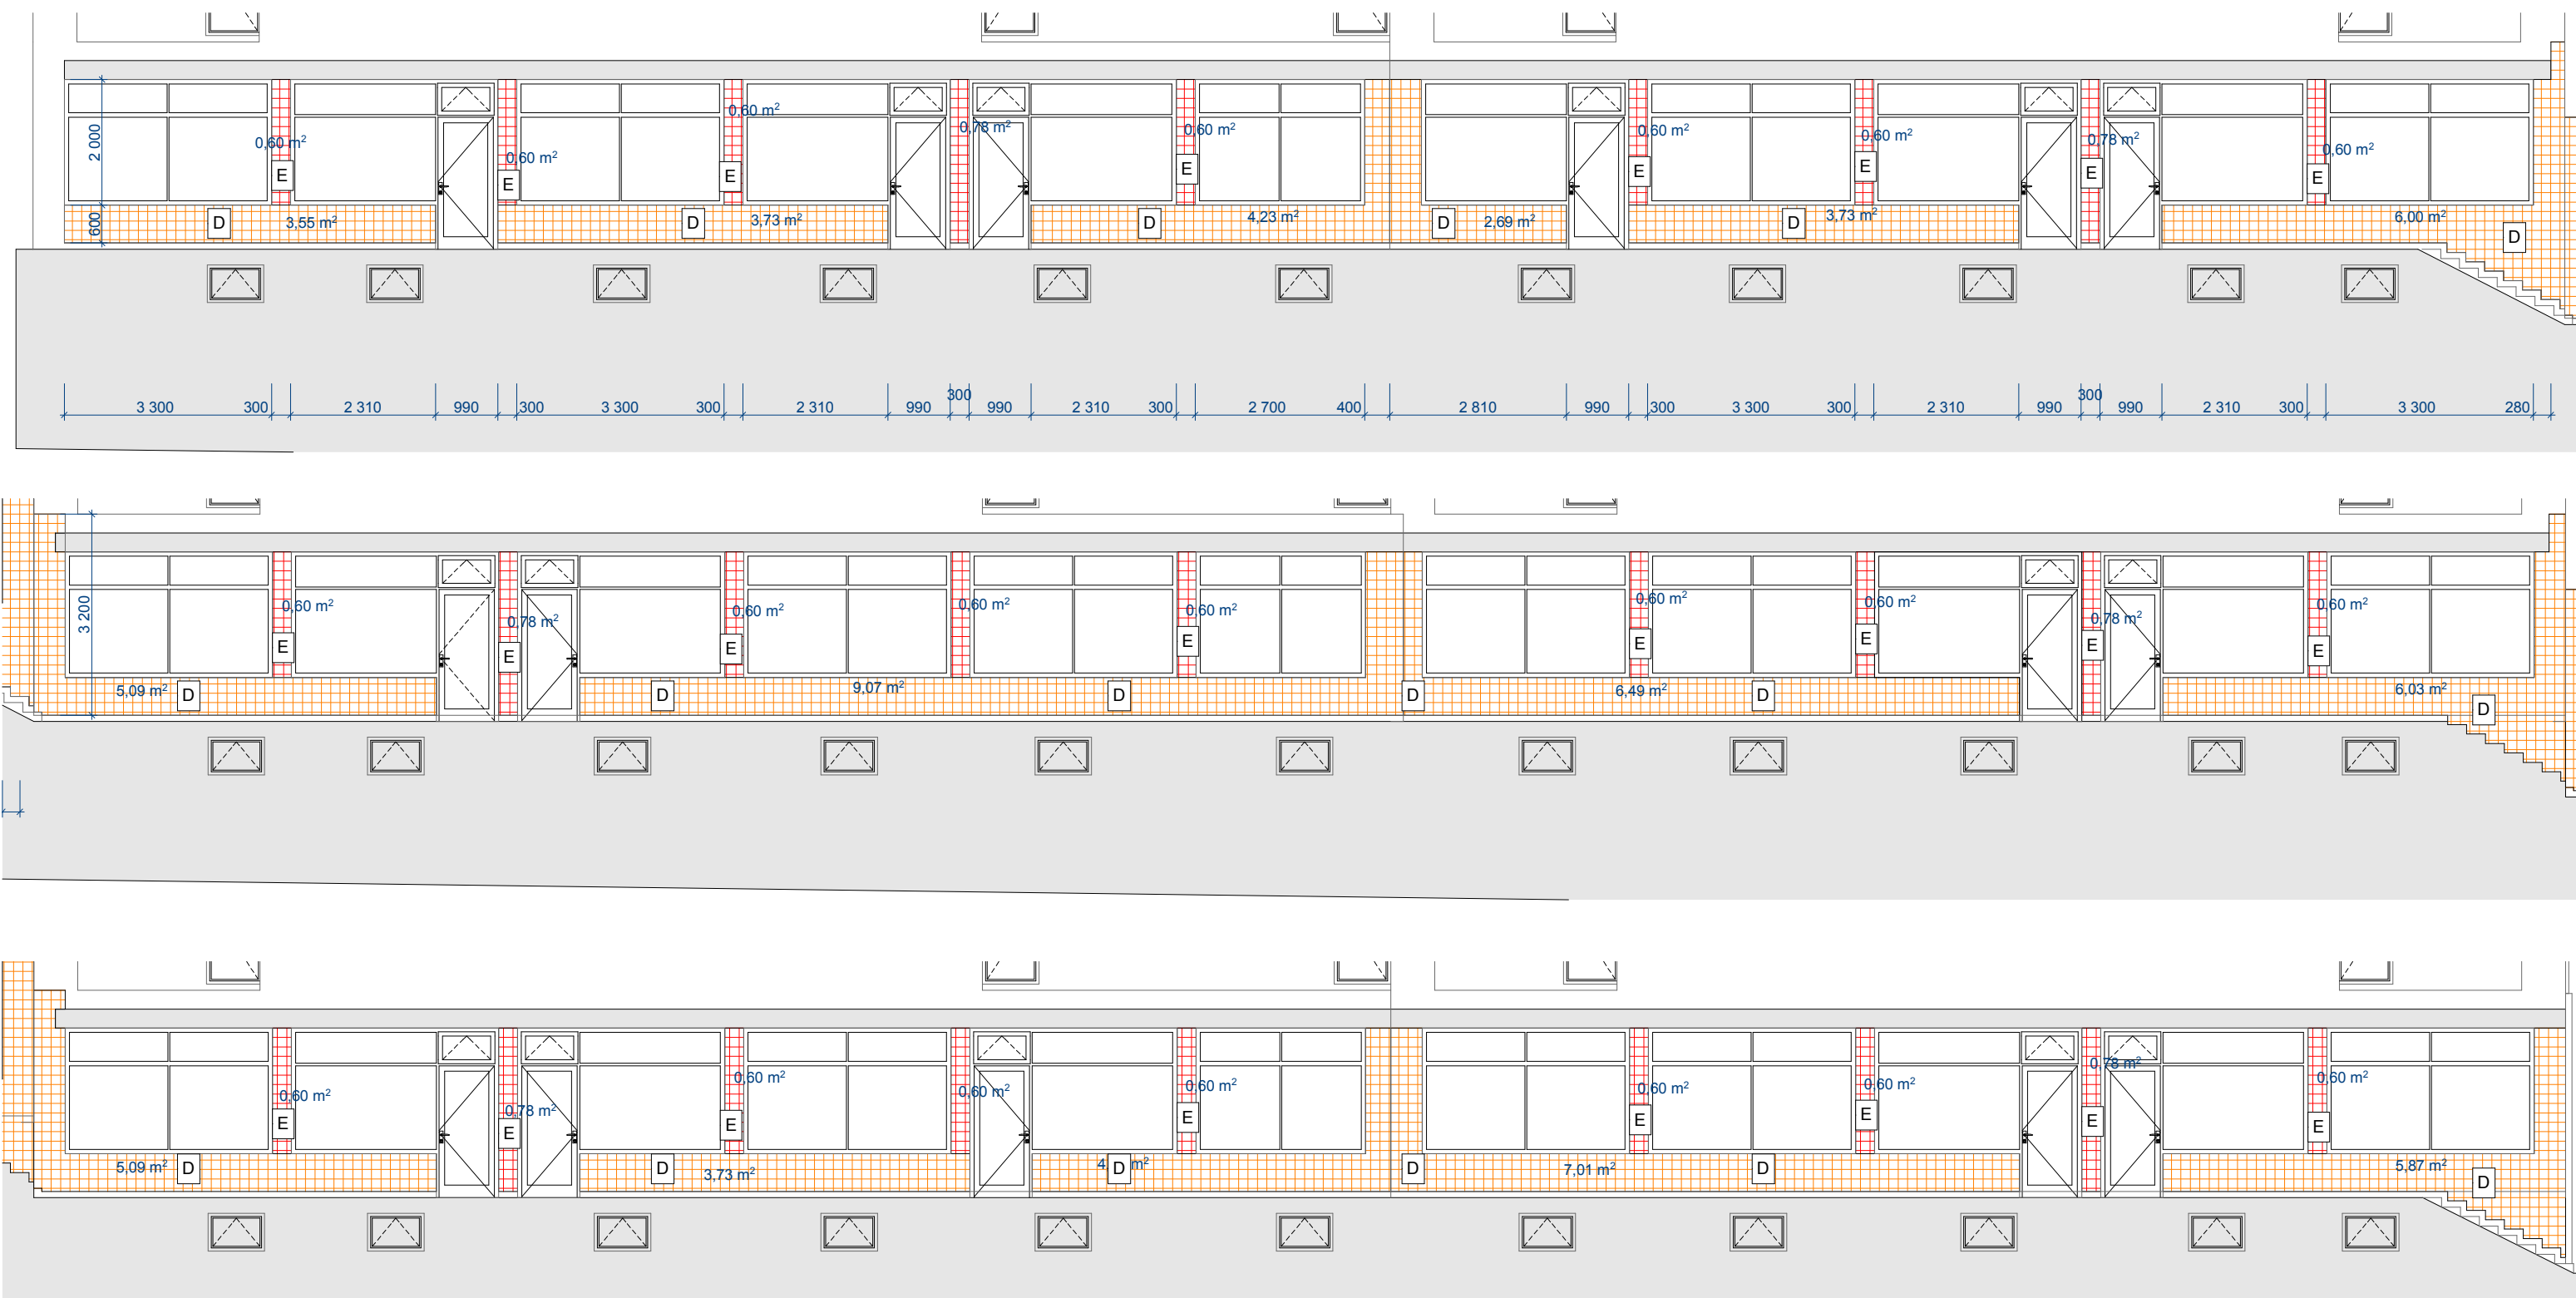 2 000
600
0,60 m²
0,60 m²
0,60 m²
0,78 m²
0,60 m²
0,60 m²
0,60 m²
0,78 m²
0,60 m²
E
E
E
E
E
E
E
E
D
3,55 m²
D
3,73 m²
D
4,23 m²
D
2,69 m²
D
3,73 m²
6,00 m²
D
3 300
300
2 310
990
300
3 300
300
2 310
990
300
990
2 310
300
2 700
400
2 810
990
300
3 300
300
2 310
990
300
990
2 310
300
3 300
280
3 200
0,60 m²
0,78 m²
0,60 m²
0,60 m²
0,60 m²
0,60 m²
0,60 m²
0,78 m²
0,60 m²
E
E
E
E
E
E
E
E
5,09 m²
D
D
9,07 m²
D
D
6,49 m²
D
6,03 m²
D
0,60 m²
0,78 m²
0,60 m²
0,60 m²
0,60 m²
0,60 m²
0,60 m²
0,78 m²
0,60 m²
E
E
E
E
E
E
E
E
5,09 m²
D
D
3,73 m²
D
D
7,01 m²
D
5,87 m²
D